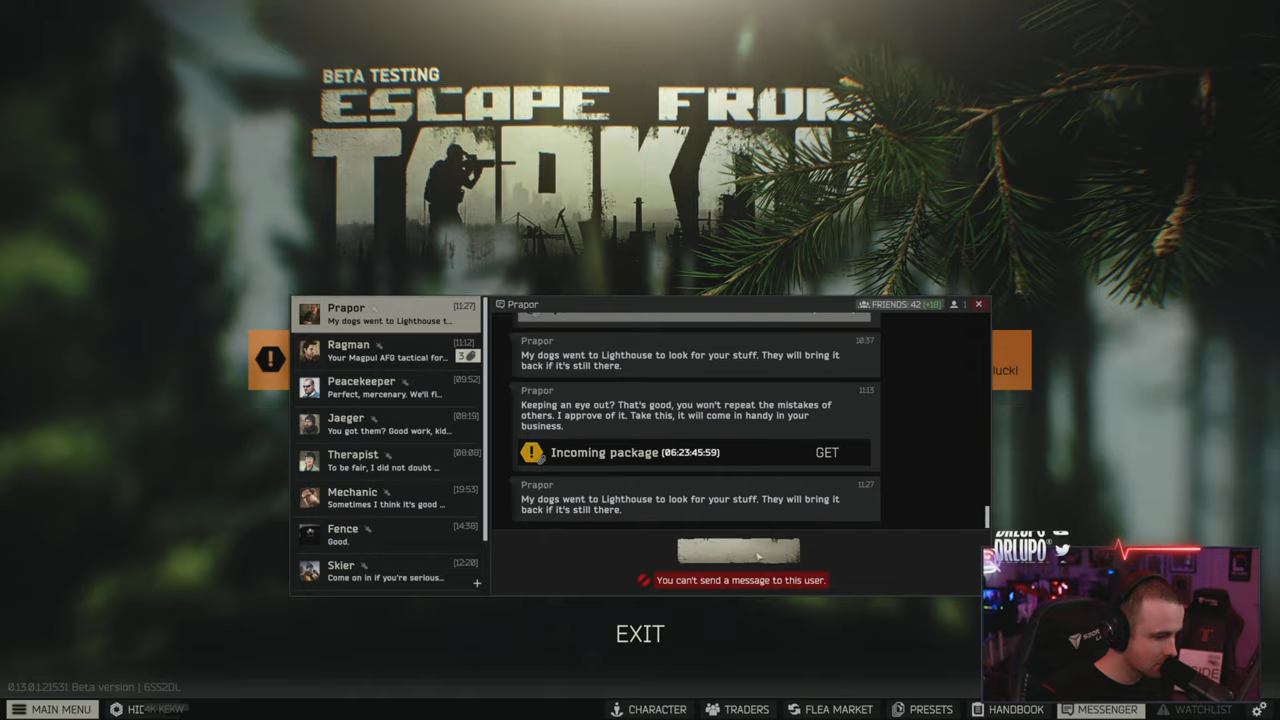 BETA TESTING
ESCAPE FROM
TARKOV
Prapor
[11:27]
My dogs went to Lighthouse t...
Ragman
[11:12]
Your Magpul AFG tactical for...
3
Peacekeeper
[09:52]
Perfect, mercenary. We'll fi...
Jaeger
[08:19]
You got them? Good work, kid...
Therapist
[08:08]
To be fair, I did not doubt ...
Mechanic
[19:53]
Sometimes I think it's good ...
Fence
[14:38]
Good.
Skier
[12:20]
Come on in if you're serious...
+
Prapor
FRIENDS: 42 [+18]
1
Prapor
10:37
My dogs went to Lighthouse to look for your stuff. They will bring it
back if it's still there.
Prapor
11:13
Keeping an eye out? That's good, you won't repeat the mistakes of
others. I approve of it. Take this, it will come in handy in your
business.
Incoming package (06:23:45:59)
GET
Prapor
11:27
My dogs went to Lighthouse to look for your stuff. They will bring it
back if it's still there.
You can't send a message to this user.
luck!
EXIT
DRLUPO
0.13.0.1.21531 Beta version | 6SS2DL
MAIN MENU
CHARACTER
TRADERS
FLEA MARKET
PRESETS
HANDBOOK
MESSENGER
WATCHLIST